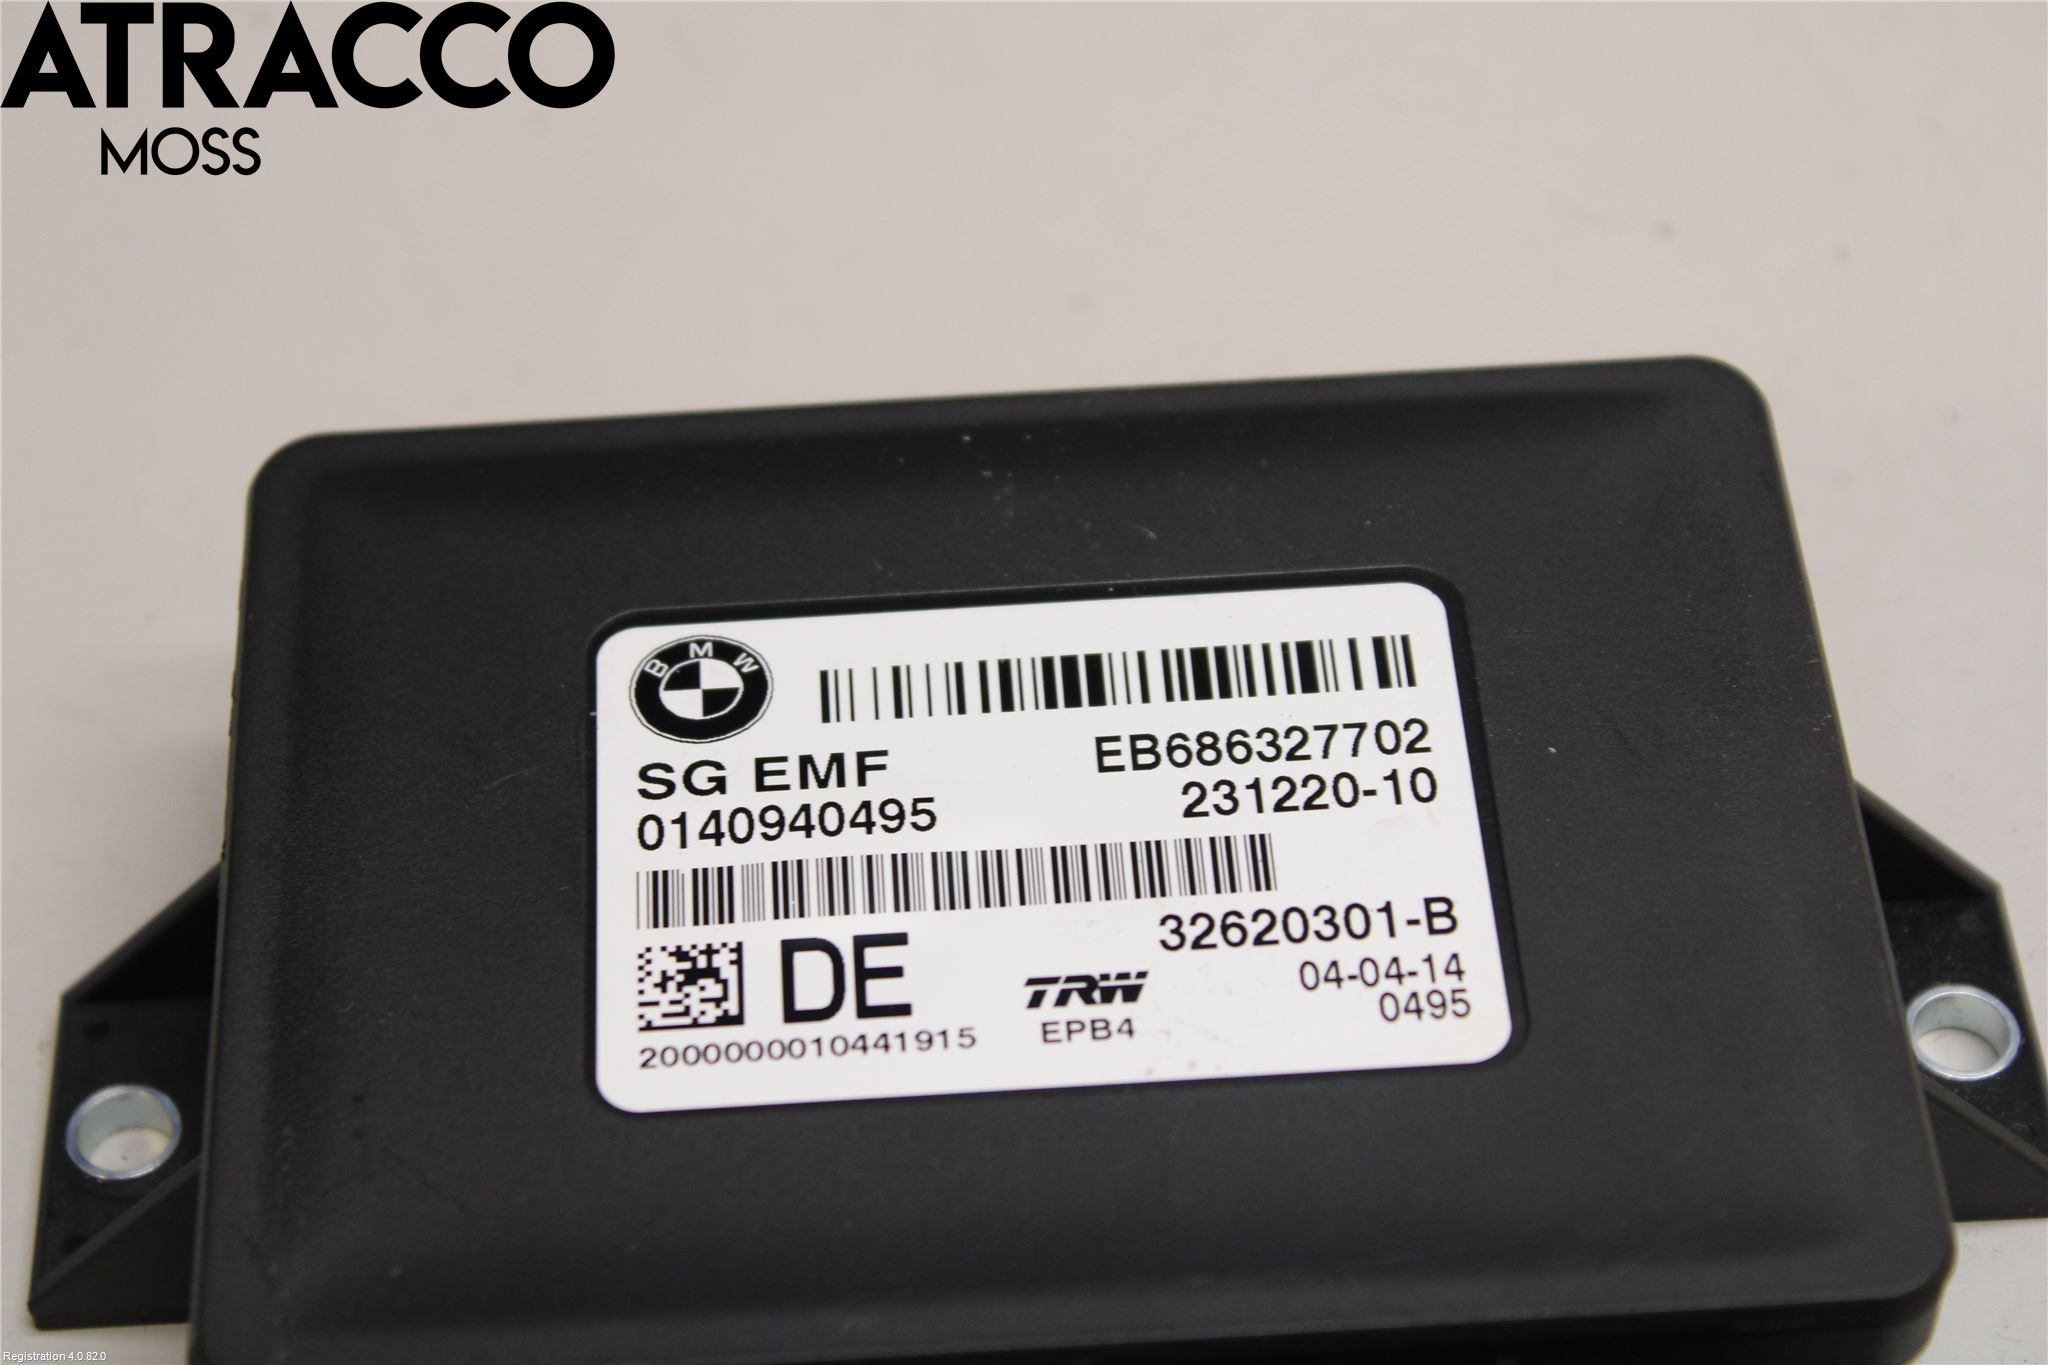 ATRACCO
MOSS
BMW
SG EMF
EB686327702
0140940495
231220-10
32620301-B
DE
TRW
04-04-14
EPB4
0495
2000000010441915
Registration 4.0.82.0